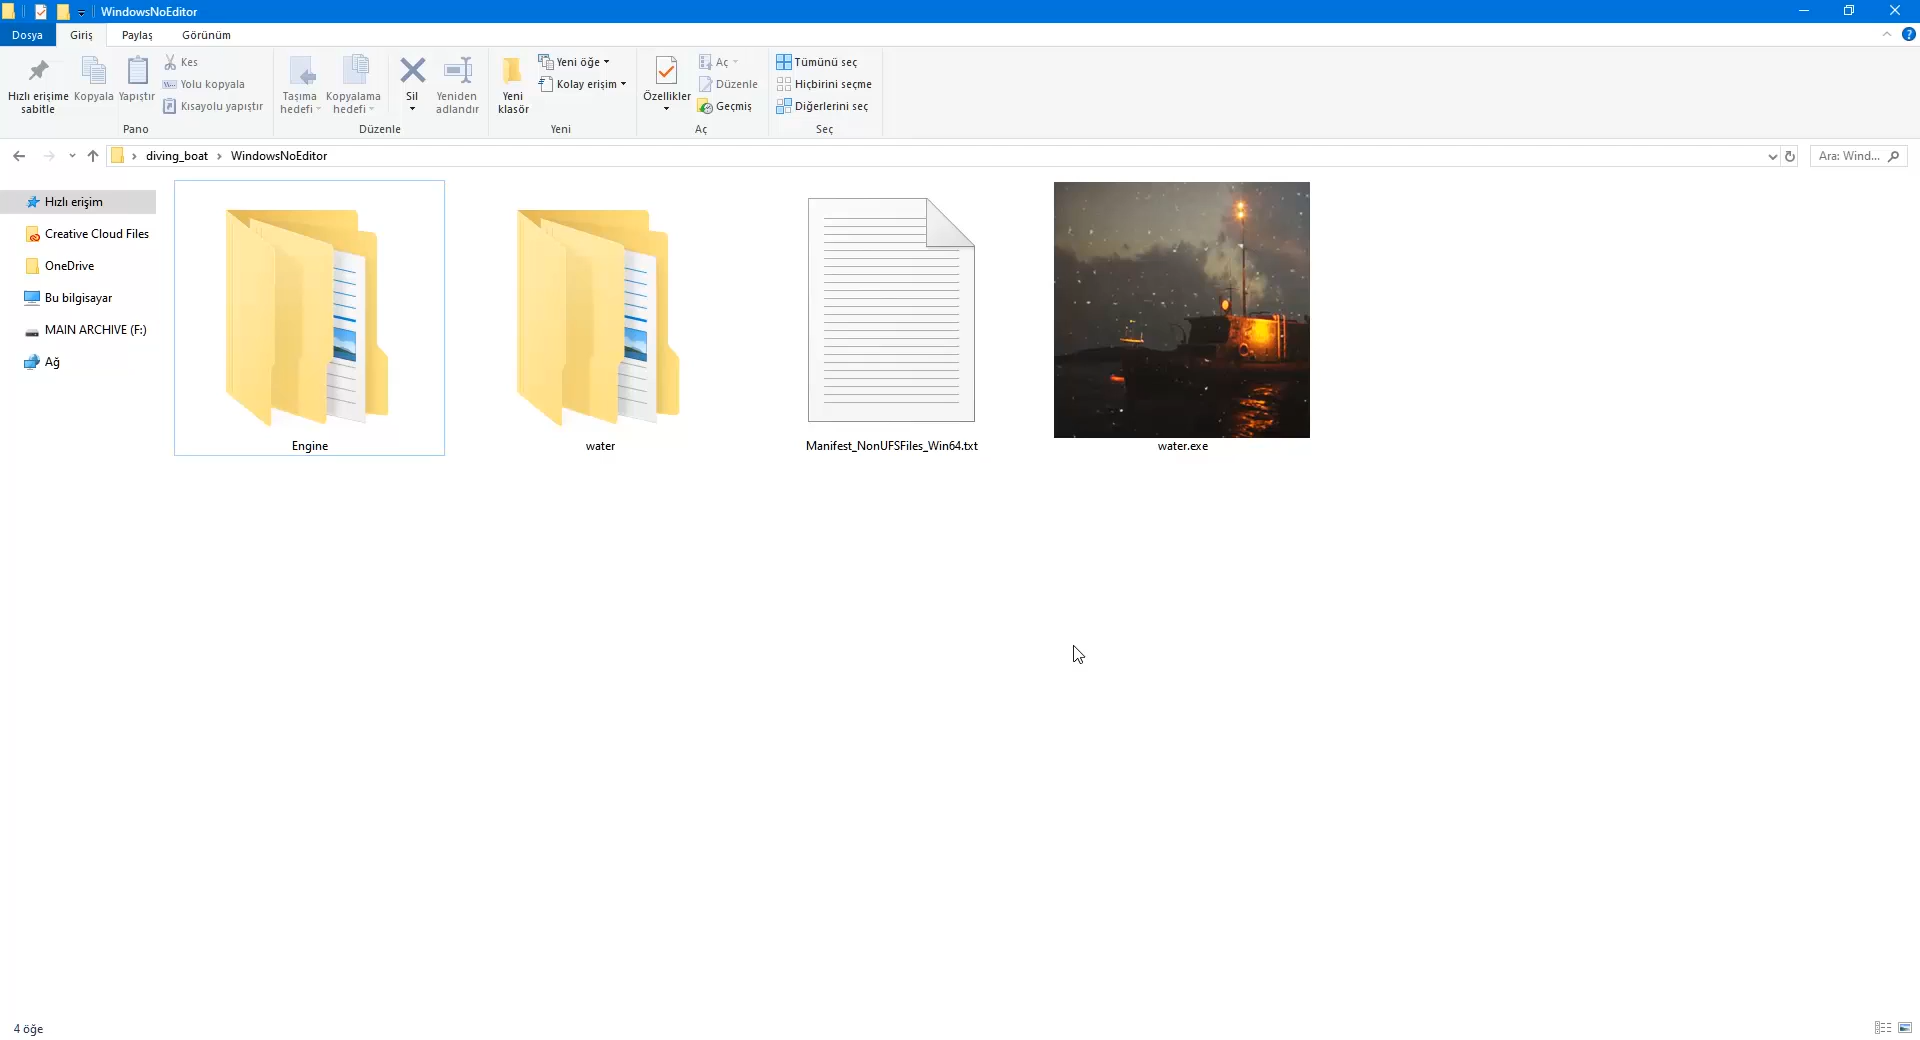 WindowsNoEditor
Dosya Giriş Paylaş Görünüm
Hızlı erişime sabitle
Kopyala
Yapıştır
Kes
Yolu kopyala
Kısayolu yapıştır
Pano
Taşıma hedefi
Kopyalama hedefi
Sil
Yeniden adlandır
Düzenle
Yeni klasör
Yeni öğe
Kolay erişim
Yeni
Özellikler
Aç
Düzenle
Geçmiş
Aç
Tümünü seç
Hiçbirini seçme
Diğerlerini seç
Seç
diving_boat › WindowsNoEditor
Ara: Wind...
Hızlı erişim
Creative Cloud Files
OneDrive
Bu bilgisayar
MAIN ARCHIVE (F:)
Ağ
Engine
water
Manifest_NonUFSFiles_Win64.txt
water.exe
4 öğe